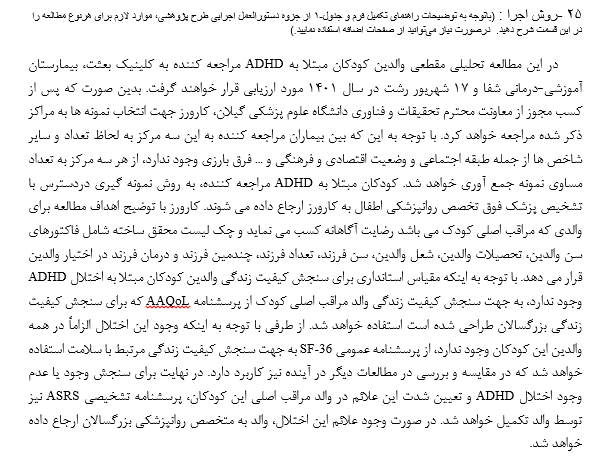 ۲۵ -روش اجرا : (باتوجه به توضیحات راهنمای تکمیل فرم و جدول-۱ از جزوه دستورالعمل اجرایی طرح پژوهشی، موارد لازم برای هرنوع مطالعه را
در این قسمت شرح دهید. درصورت نیاز می‌توانید از صفحات اضافه استفاده نمایید.)
در این مطالعه تحلیلی مقطعی والدین کودکان مبتلا به ADHD مراجعه کننده به کلینیک بعثت، بیمارستان
آموزشی-درمانی شفا و ۱۷ شهریور رشت در سال ۱۴۰۱ مورد ارزیابی قرار خواهند گرفت. بدین صورت که پس از
کسب مجوز از معاونت محترم تحقیقات و فناوری دانشگاه علوم پزشکی گیلان، کارورز جهت انتخاب نمونه ها به مراکز
ذکر شده مراجعه خواهد کرد. با توجه به این که بین بیماران مراجعه کننده به این سه مرکز به لحاظ تعداد و سایر
شاخص ها از جمله طبقه اجتماعی و وضعیت اقتصادی و فرهنگی و ... فرق بارزی وجود ندارد، از هر سه مرکز به تعداد
مساوی نمونه جمع آوری خواهد شد. کودکان مبتلا به ADHD مراجعه کننده، به روش نمونه گیری دردسترس با
تشخیص پزشک فوق تخصص روانپزشکی اطفال به کارورز ارجاع داده می شوند. کارورز با توضیح اهداف مطالعه برای
والدی که مراقب اصلی کودک می باشد رضایت آگاهانه کسب می نماید و چک لیست محقق ساخته شامل فاکتورهای
سن والدین، تحصیلات والدین، شغل والدین، سن فرزند، تعداد فرزند، چندمین فرزند و درمان فرزند در اختیار والدین
قرار می دهد. با توجه به اینکه مقیاس استانداری برای سنجش کیفیت زندگی والدین کودکان مبتلا به اختلال ADHD
وجود ندارد، به جهت سنجش کیفیت زندگی والد مراقب اصلی کودک از پرسشنامه AAQoL که برای سنجش کیفیت
زندگی بزرگسالان طراحی شده است استفاده خواهد شد. از طرفی با توجه به اینکه وجود این اختلال الزاماً در همه
والدین این کودکان وجود ندارد، از پرسشنامه عمومی SF-36 به جهت سنجش کیفیت زندگی مرتبط با سلامت استفاده
خواهد شد که در مقایسه و بررسی در مطالعات دیگر در آینده نیز کاربرد دارد. در نهایت برای سنجش وجود یا عدم
وجود اختلال ADHD و تعیین شدت این علائم در والد مراقب اصلی این کودکان، پرسشنامه تشخیصی ASRS نیز
توسط والد تکمیل خواهد شد. در صورت وجود علائم این اختلال، والد به متخصص روانپزشکی بزرگسالان ارجاع داده
خواهد شد.